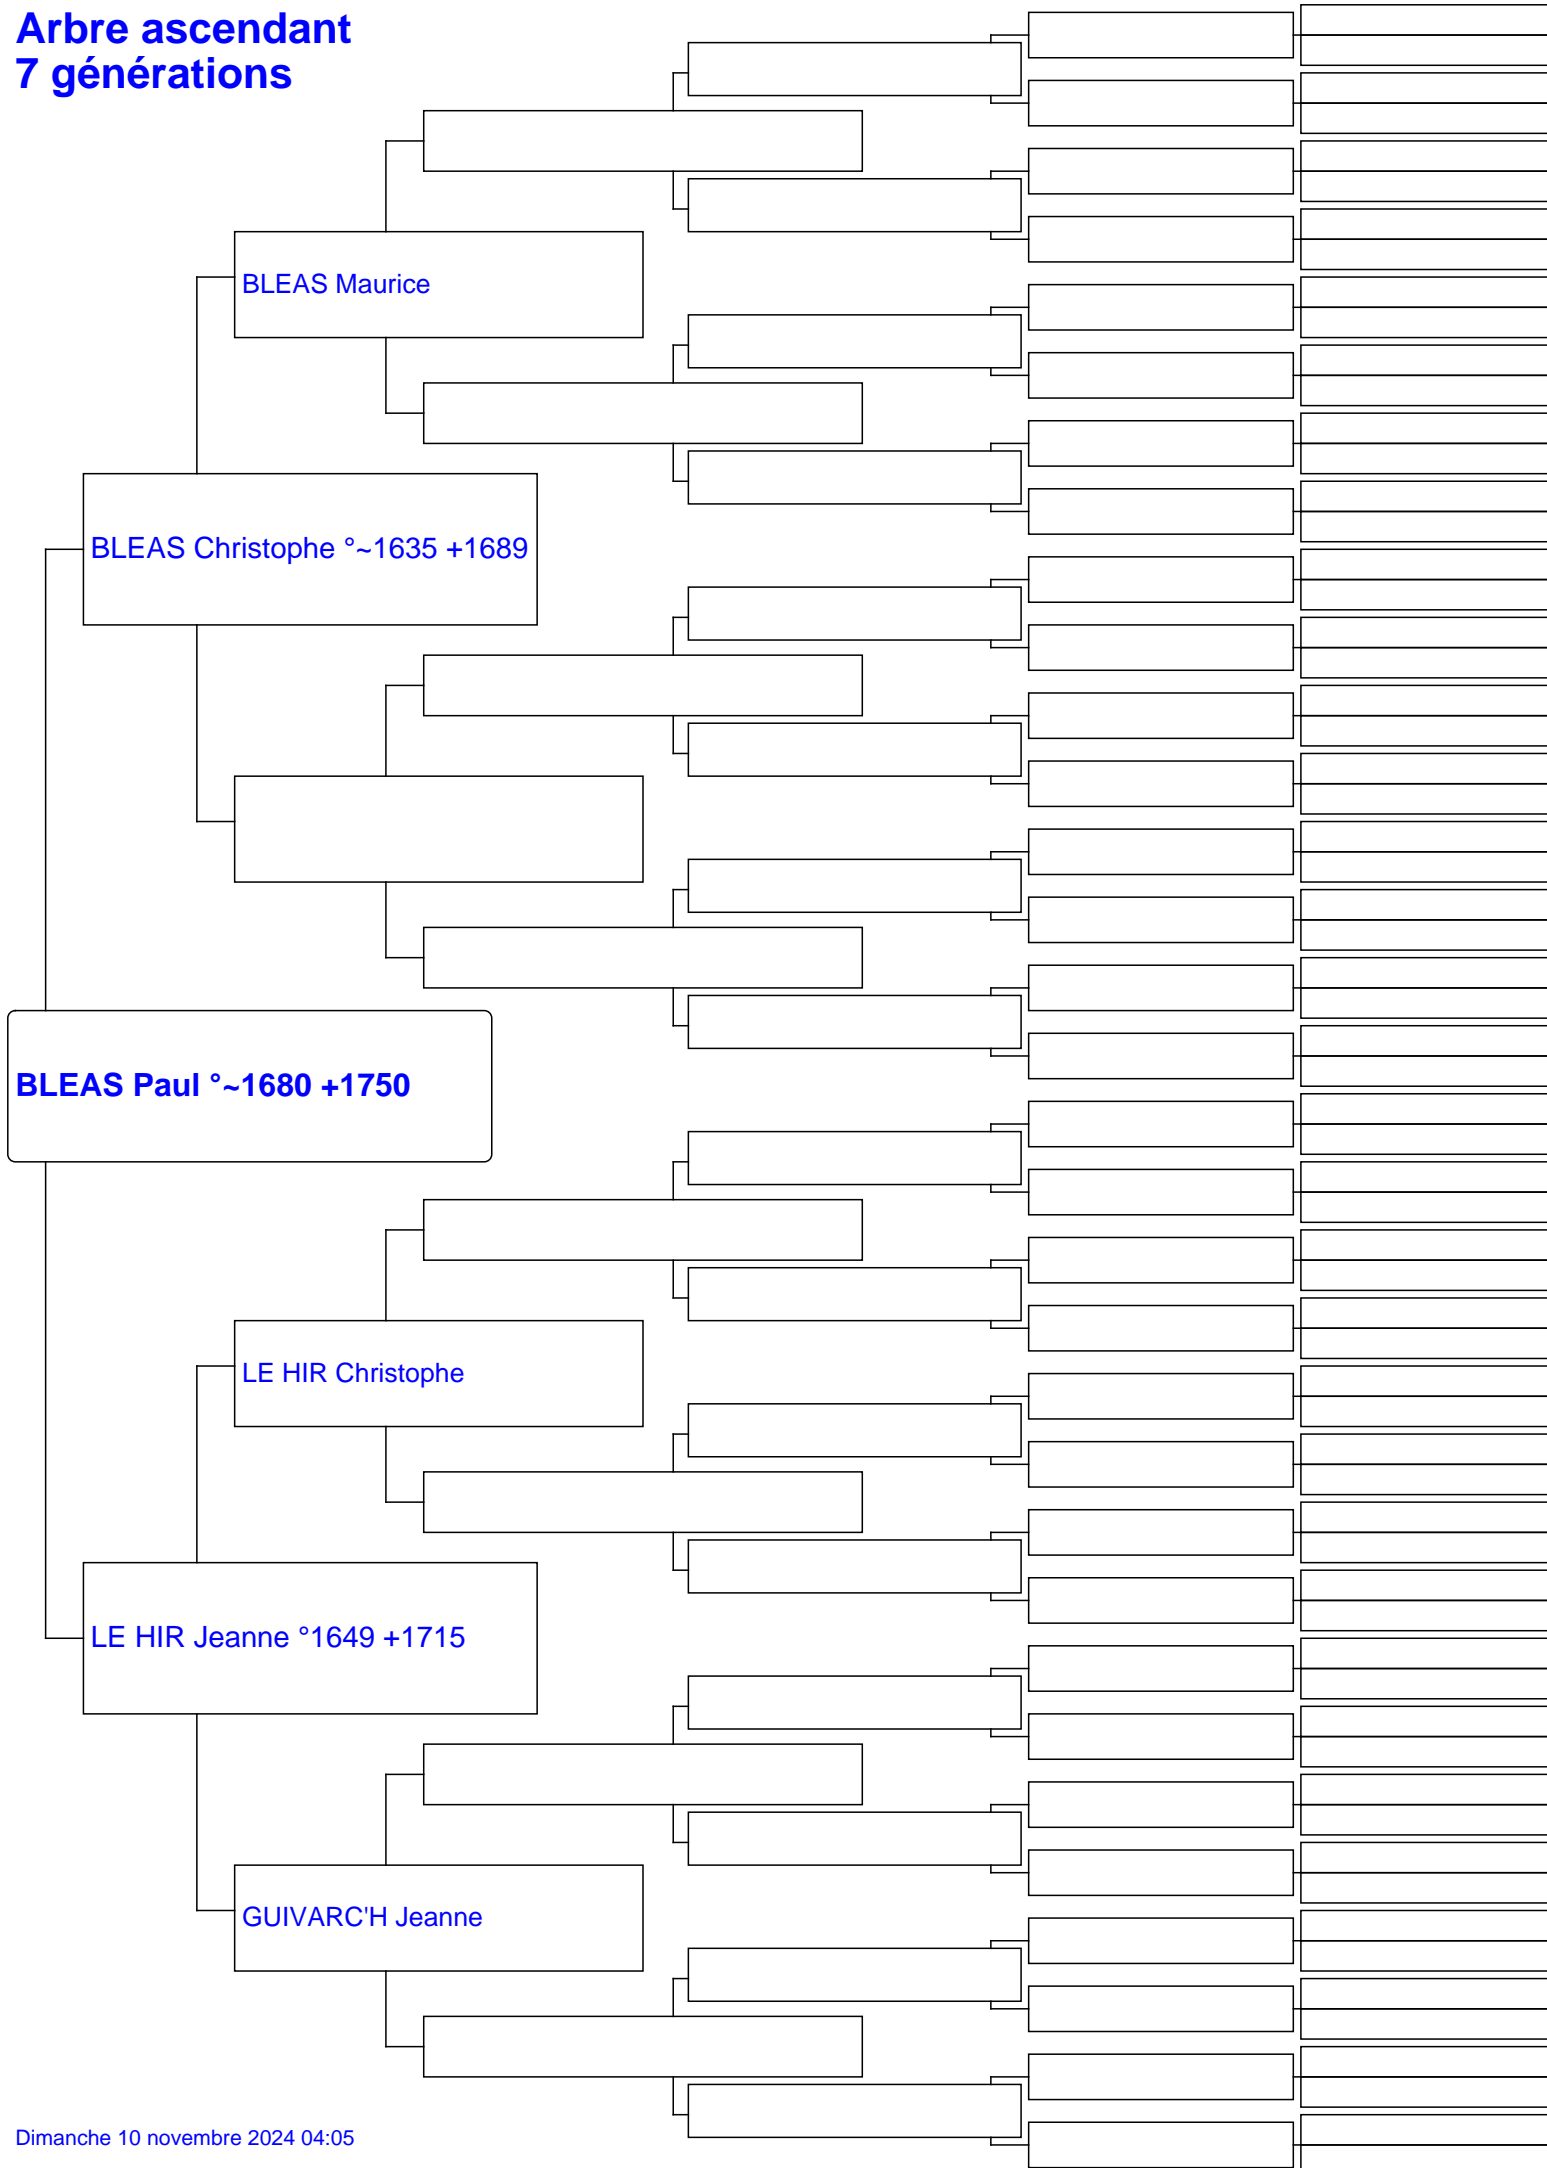 Arbre ascendant
7 générations
BLEAS Maurice
BLEAS Christophe °~1635 +1689
BLEAS Paul °~1680 +1750
LE HIR Christophe
LE HIR Jeanne °1649 +1715
GUIVARC'H Jeanne
Dimanche 10 novembre 2024 04:05